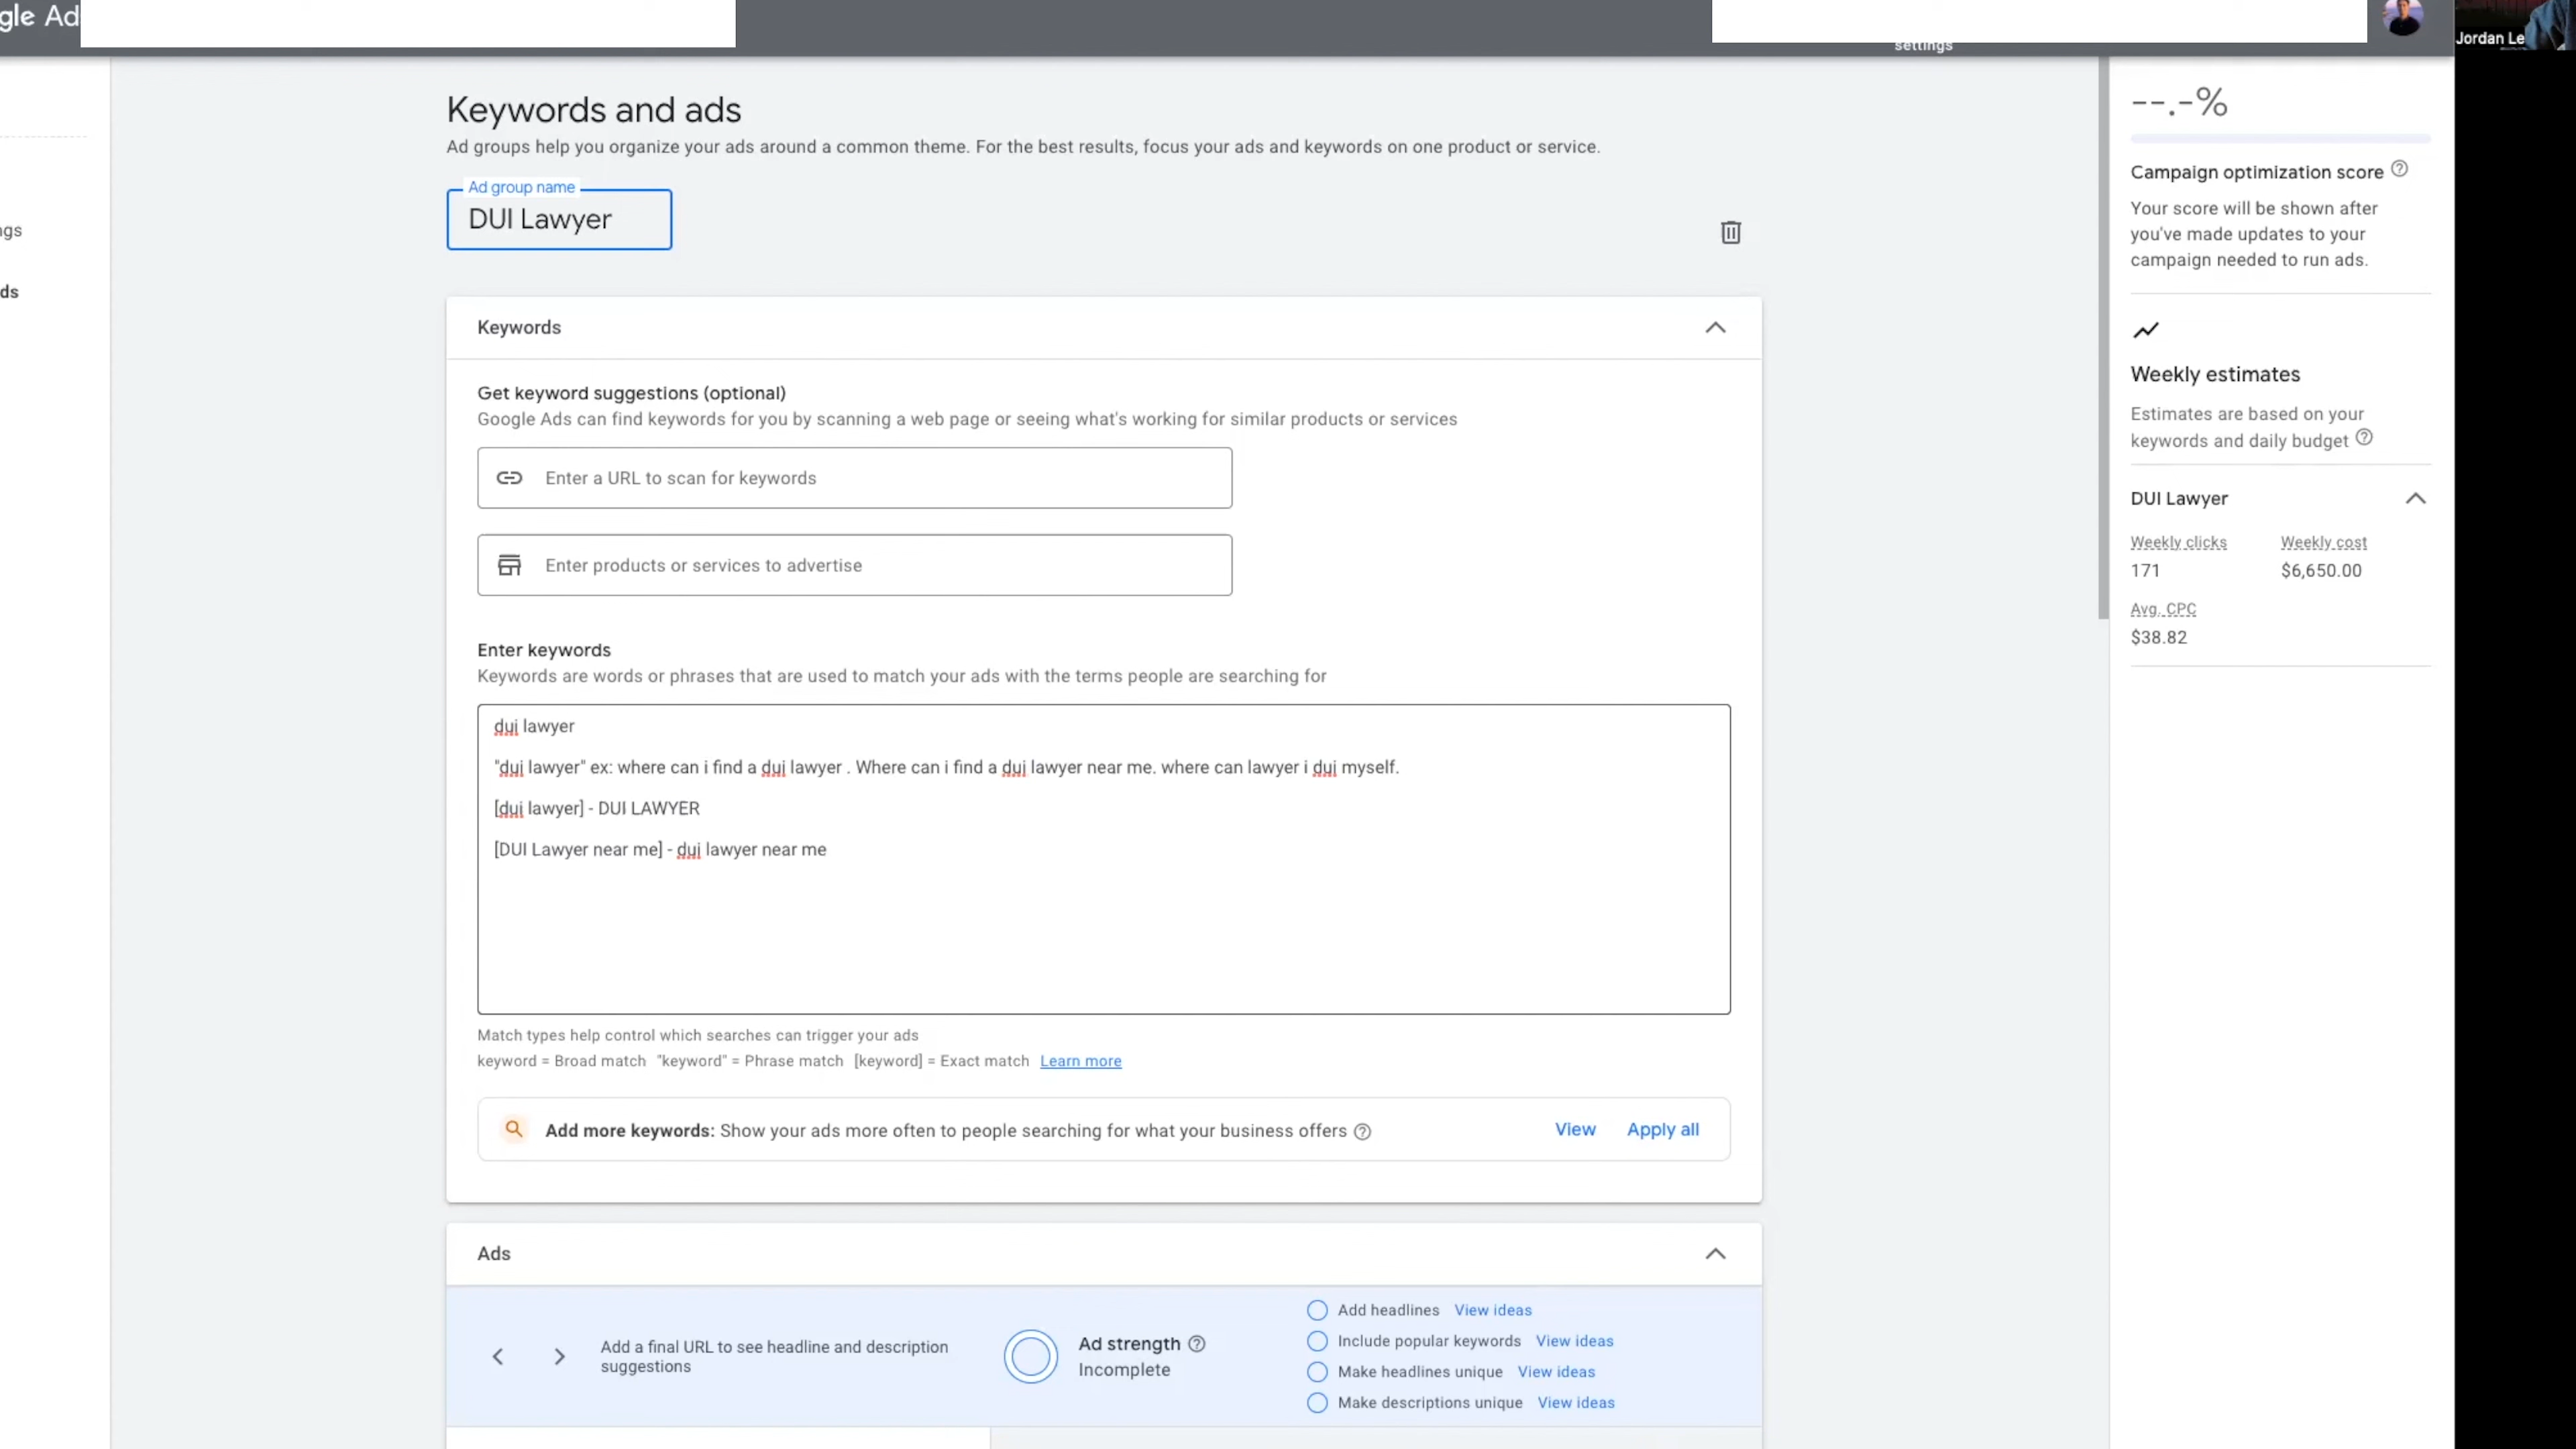 gle Ad
settings
Jordan Le
ngs
ds
Keywords and ads
Ad groups help you organize your ads around a common theme. For the best results, focus your ads and keywords on one product or service.
Ad group name
DUI Lawyer
Keywords
Get keyword suggestions (optional)
Google Ads can find keywords for you by scanning a web page or seeing what's working for similar products or services
Enter a URL to scan for keywords
Enter products or services to advertise
Enter keywords
Keywords are words or phrases that are used to match your ads with the terms people are searching for
dui lawyer
"dui lawyer" ex: where can i find a dui lawyer . Where can i find a dui lawyer near me. where can lawyer i dui myself.
[dui lawyer] - DUI LAWYER
[DUI Lawyer near me] - dui lawyer near me
Match types help control which searches can trigger your ads
keyword = Broad match "keyword" = Phrase match [keyword] = Exact match Learn more
Add more keywords: Show your ads more often to people searching for what your business offers
View Apply all
Ads
Add a final URL to see headline and description
suggestions
Ad strength
Incomplete
Add headlines View ideas
Include popular keywords View ideas
Make headlines unique View ideas
Make descriptions unique View ideas
--.-%
Campaign optimization score
Your score will be shown after
you've made updates to your
campaign needed to run ads.
Weekly estimates
Estimates are based on your
keywords and daily budget
DUI Lawyer
Weekly clicks Weekly cost
171 $6,650.00
Avg. CPC
$38.82